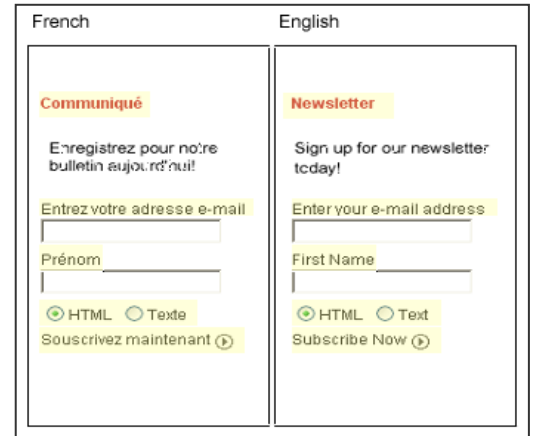 French
English
Communiqué
Enregistrez pour notre
bulletin aujourd'hui!
Entrez votre adresse e-mail
Prénom
HTML Texte
Souscrivez maintenant
Newsletter
Sign up for our newsletter
today!
Enter your e-mail address
First Name
HTML Text
Subscribe Now